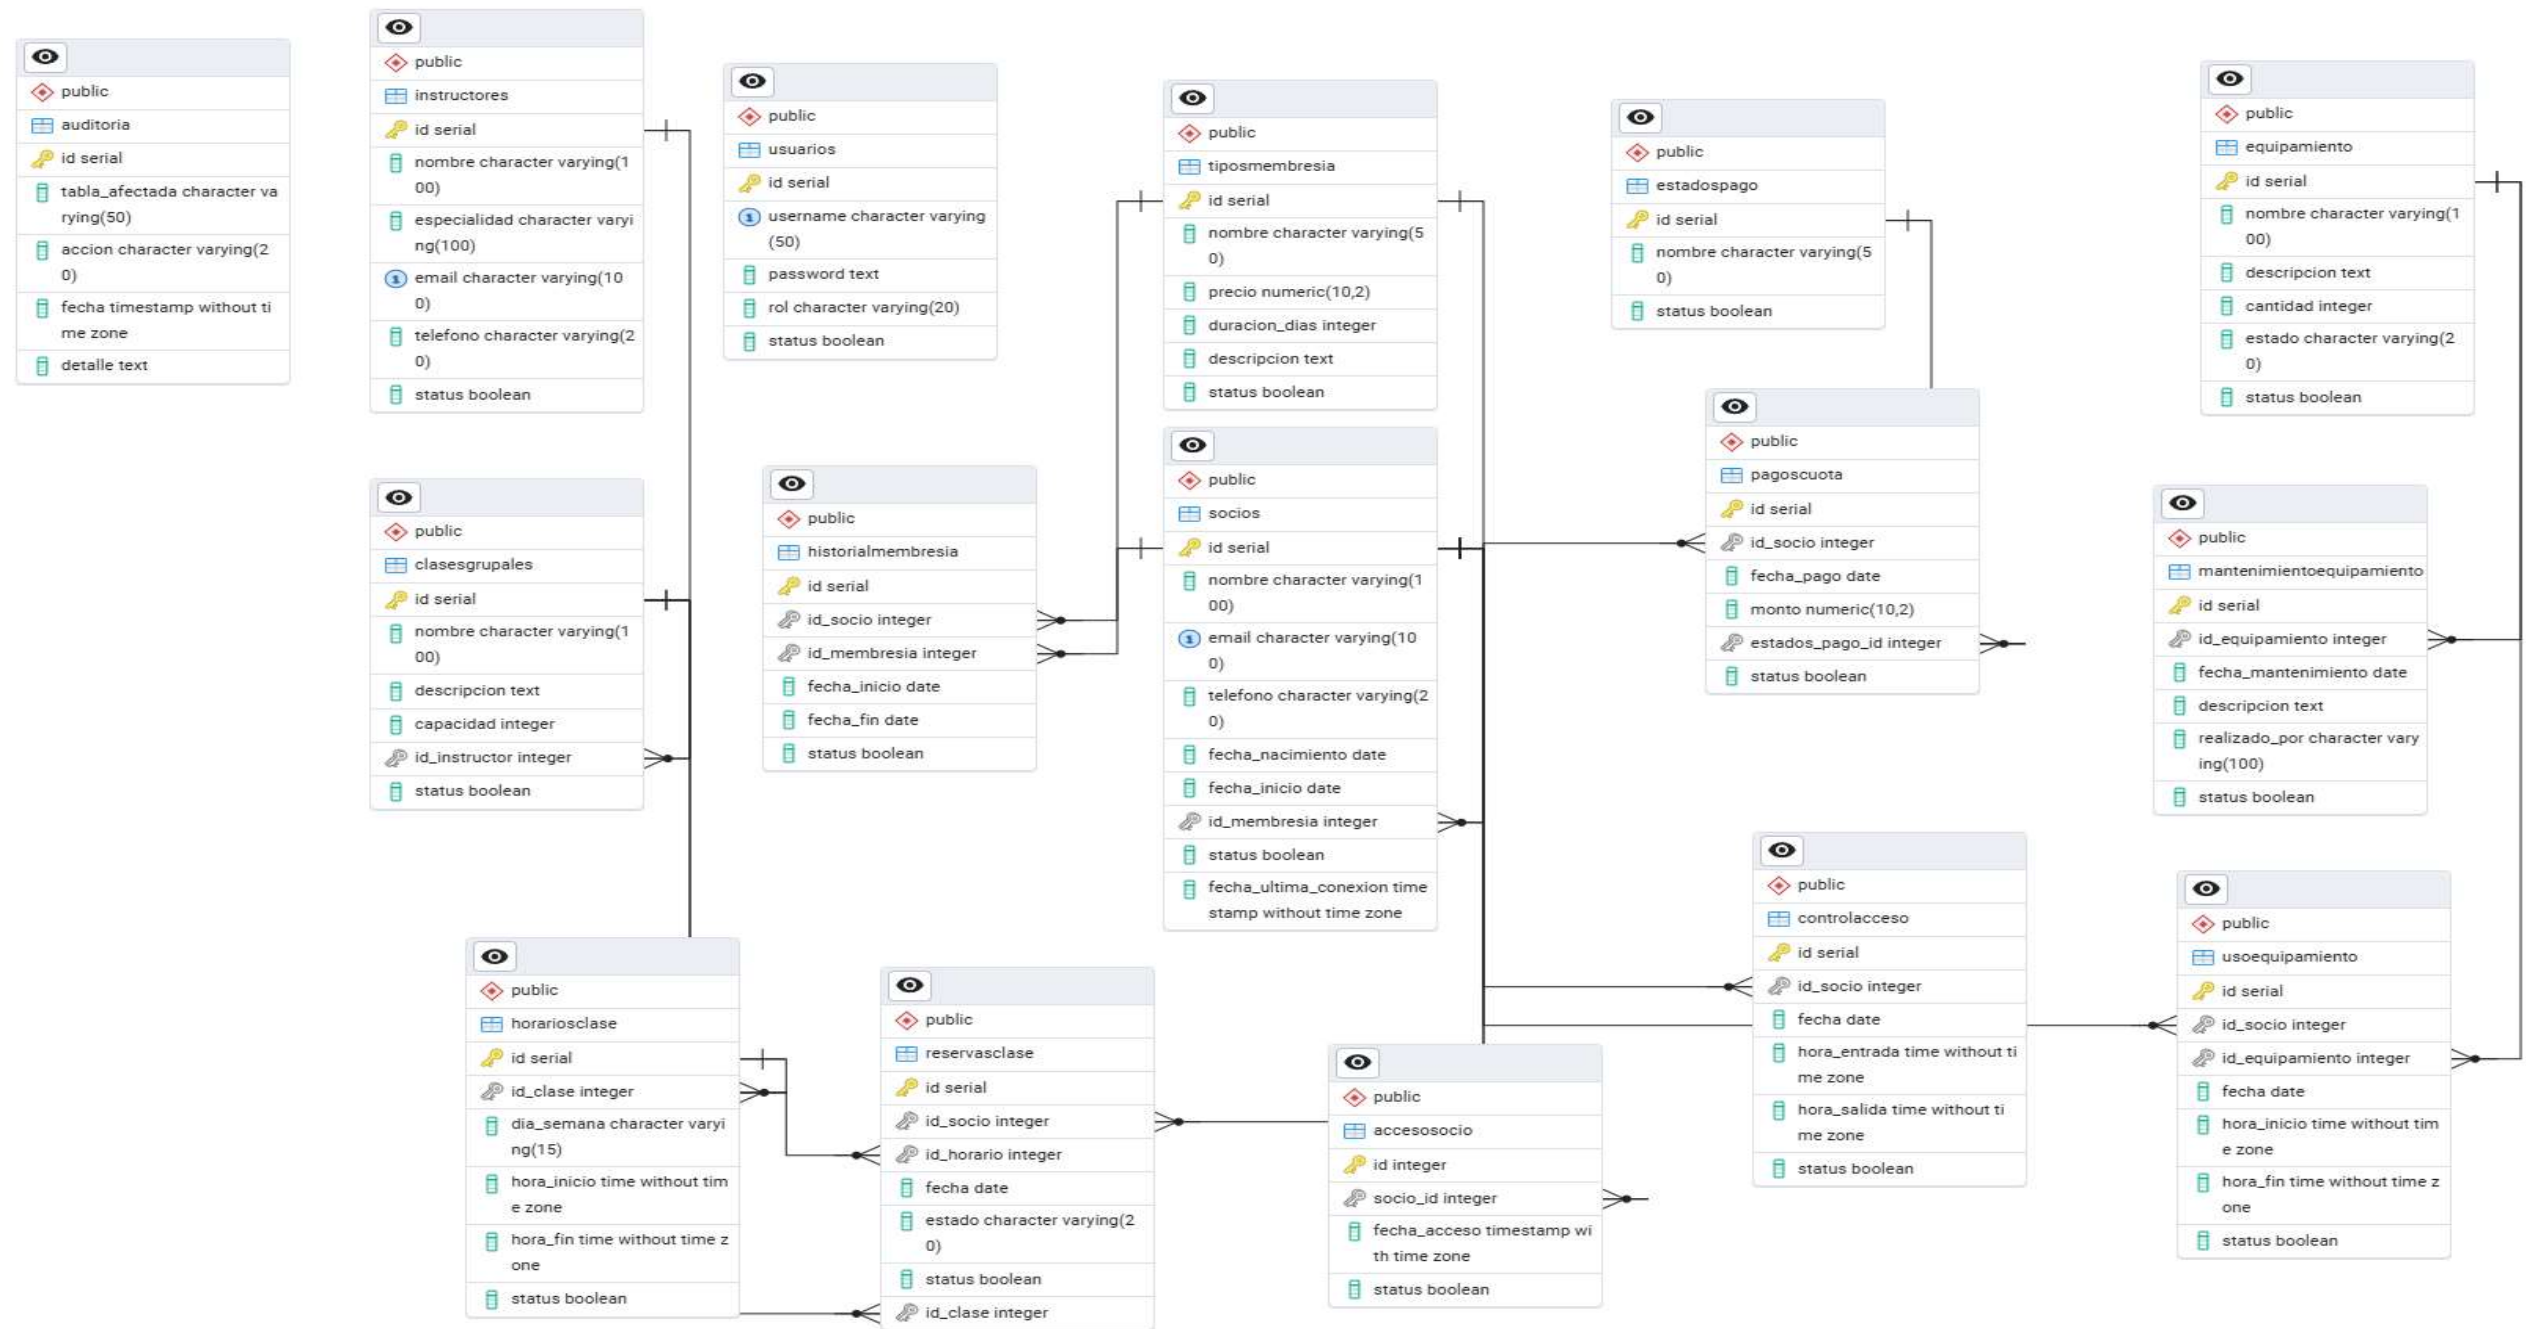 public
auditoria
id serial
tabla_afectada character va
rying(50)
accion character varying(2
0)
fecha timestamp without ti
me zone
detalle text
public
instructores
id serial
nombre character varying(1
00)
especialidad character varyi
ng(100)
email character varying(10
0)
telefono character varying(2
0)
status boolean
public
usuarios
id serial
username character varying
(50)
password text
rol character varying(20)
status boolean
public
tiposmembresia
id serial
nombre character varying(5
0)
precio numeric(10,2)
duracion_dias integer
descripcion text
status boolean
public
estadospago
id serial
nombre character varying(5
0)
status boolean
public
equipamiento
id serial
nombre character varying(1
00)
descripcion text
cantidad integer
estado character varying(2
0)
status boolean
public
clasesgrupales
id serial
nombre character varying(1
00)
descripcion text
capacidad integer
id_instructor integer
status boolean
public
historialmembresia
id serial
id_socio integer
id_membresia integer
fecha_inicio date
fecha_fin date
status boolean
public
socios
id serial
nombre character varying(1
00)
email character varying(10
0)
telefono character varying(2
0)
fecha_nacimiento date
fecha_inicio date
id_membresia integer
status boolean
fecha_ultima_conexion time
stamp without time zone
public
pagoscuota
id serial
id_socio integer
fecha_pago date
monto numeric(10,2)
estados_pago_id integer
status boolean
public
mantenimientoequipamiento
id serial
id_equipamiento integer
fecha_mantenimiento date
descripcion text
realizado_por character vary
ing(100)
status boolean
public
horariosclase
id serial
id_clase integer
dia_semana character varyi
ng(15)
hora_inicio time without tim
e zone
hora_fin time without time z
one
status boolean
public
reservasclase
id serial
id_socio integer
id_horario integer
fecha date
estado character varying(2
0)
status boolean
id_clase integer
public
accesosocio
id integer
socio_id integer
fecha_acceso timestamp wi
th time zone
status boolean
public
controlacceso
id serial
id_socio integer
fecha date
hora_entrada time without ti
me zone
hora_salida time without ti
me zone
status boolean
public
usoequipamiento
id serial
id_socio integer
id_equipamiento integer
fecha date
hora_inicio time without tim
e zone
hora_fin time without time z
one
status boolean